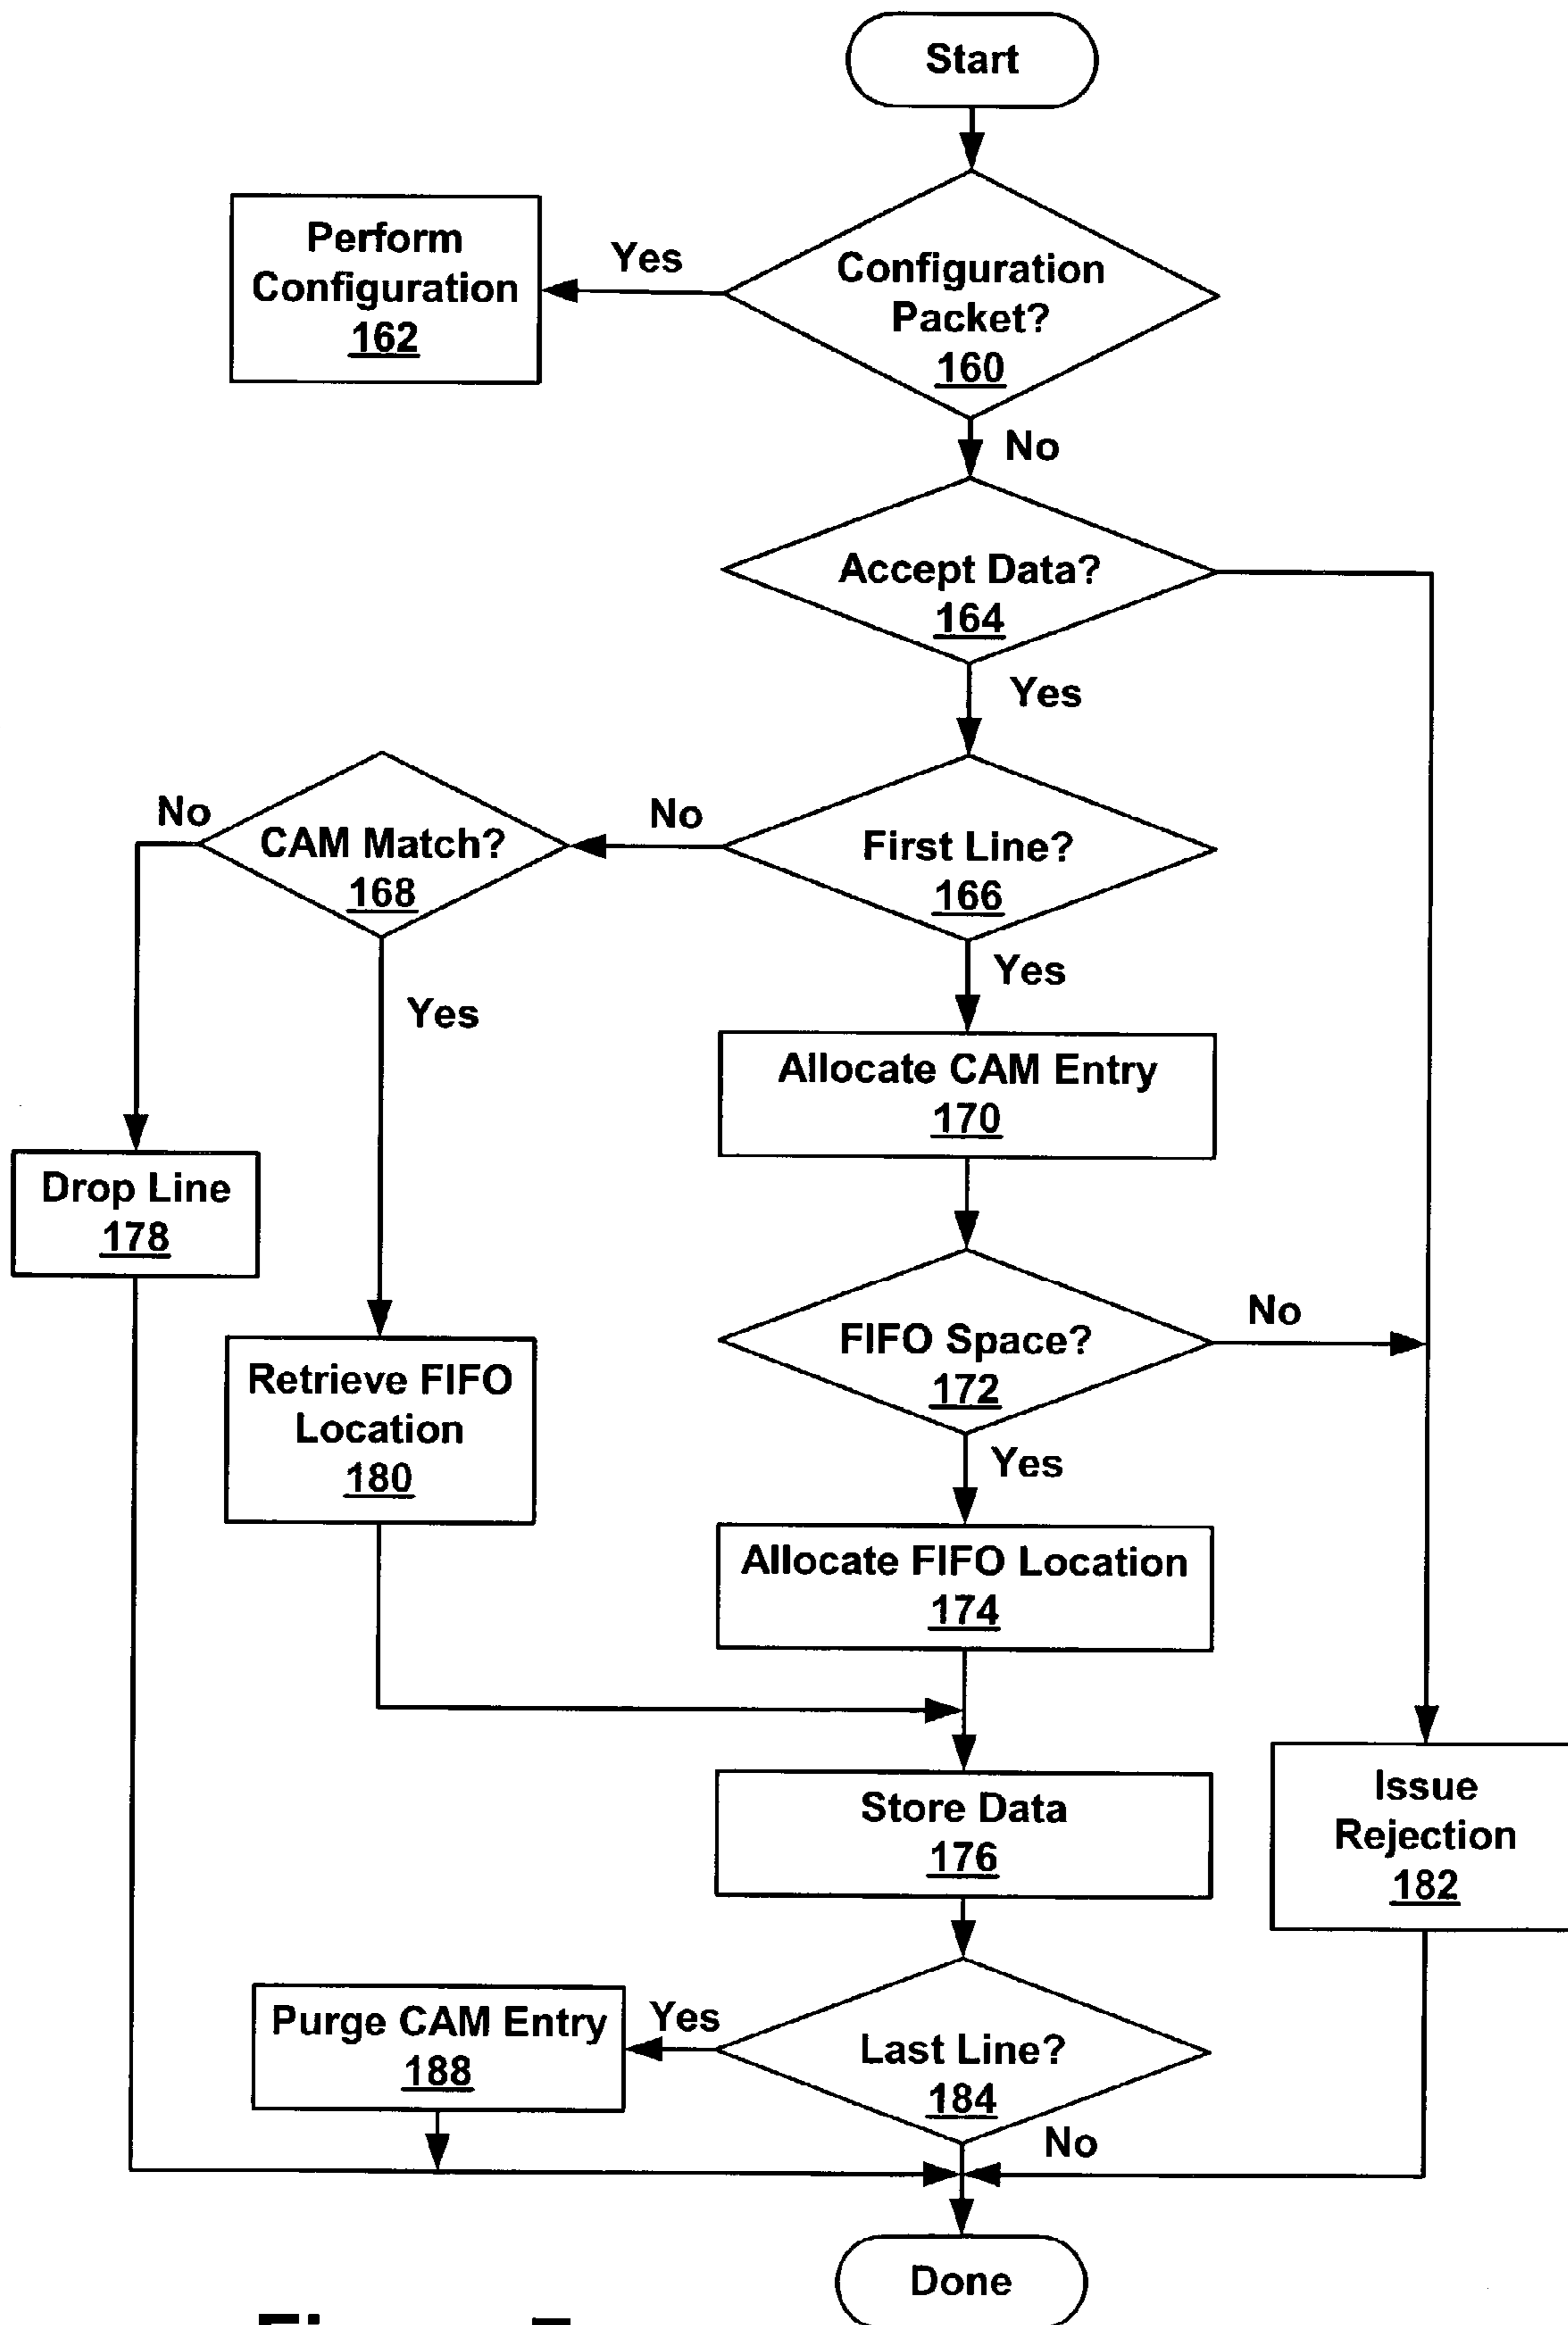 Start
Perform
Configuration
162
Yes
Configuration
Packet?
160
No
Accept Data?
164
Yes
No
CAM Match?
168
No
First Line?
166
Yes
Yes
Allocate CAM Entry
170
Drop Line
178
FIFO Space?
172
No
Retrieve FIFO
Location
180
Yes
Allocate FIFO Location
174
Store Data
176
Issue
Rejection
182
Purge CAM Entry
188
Yes
Last Line?
184
No
Done